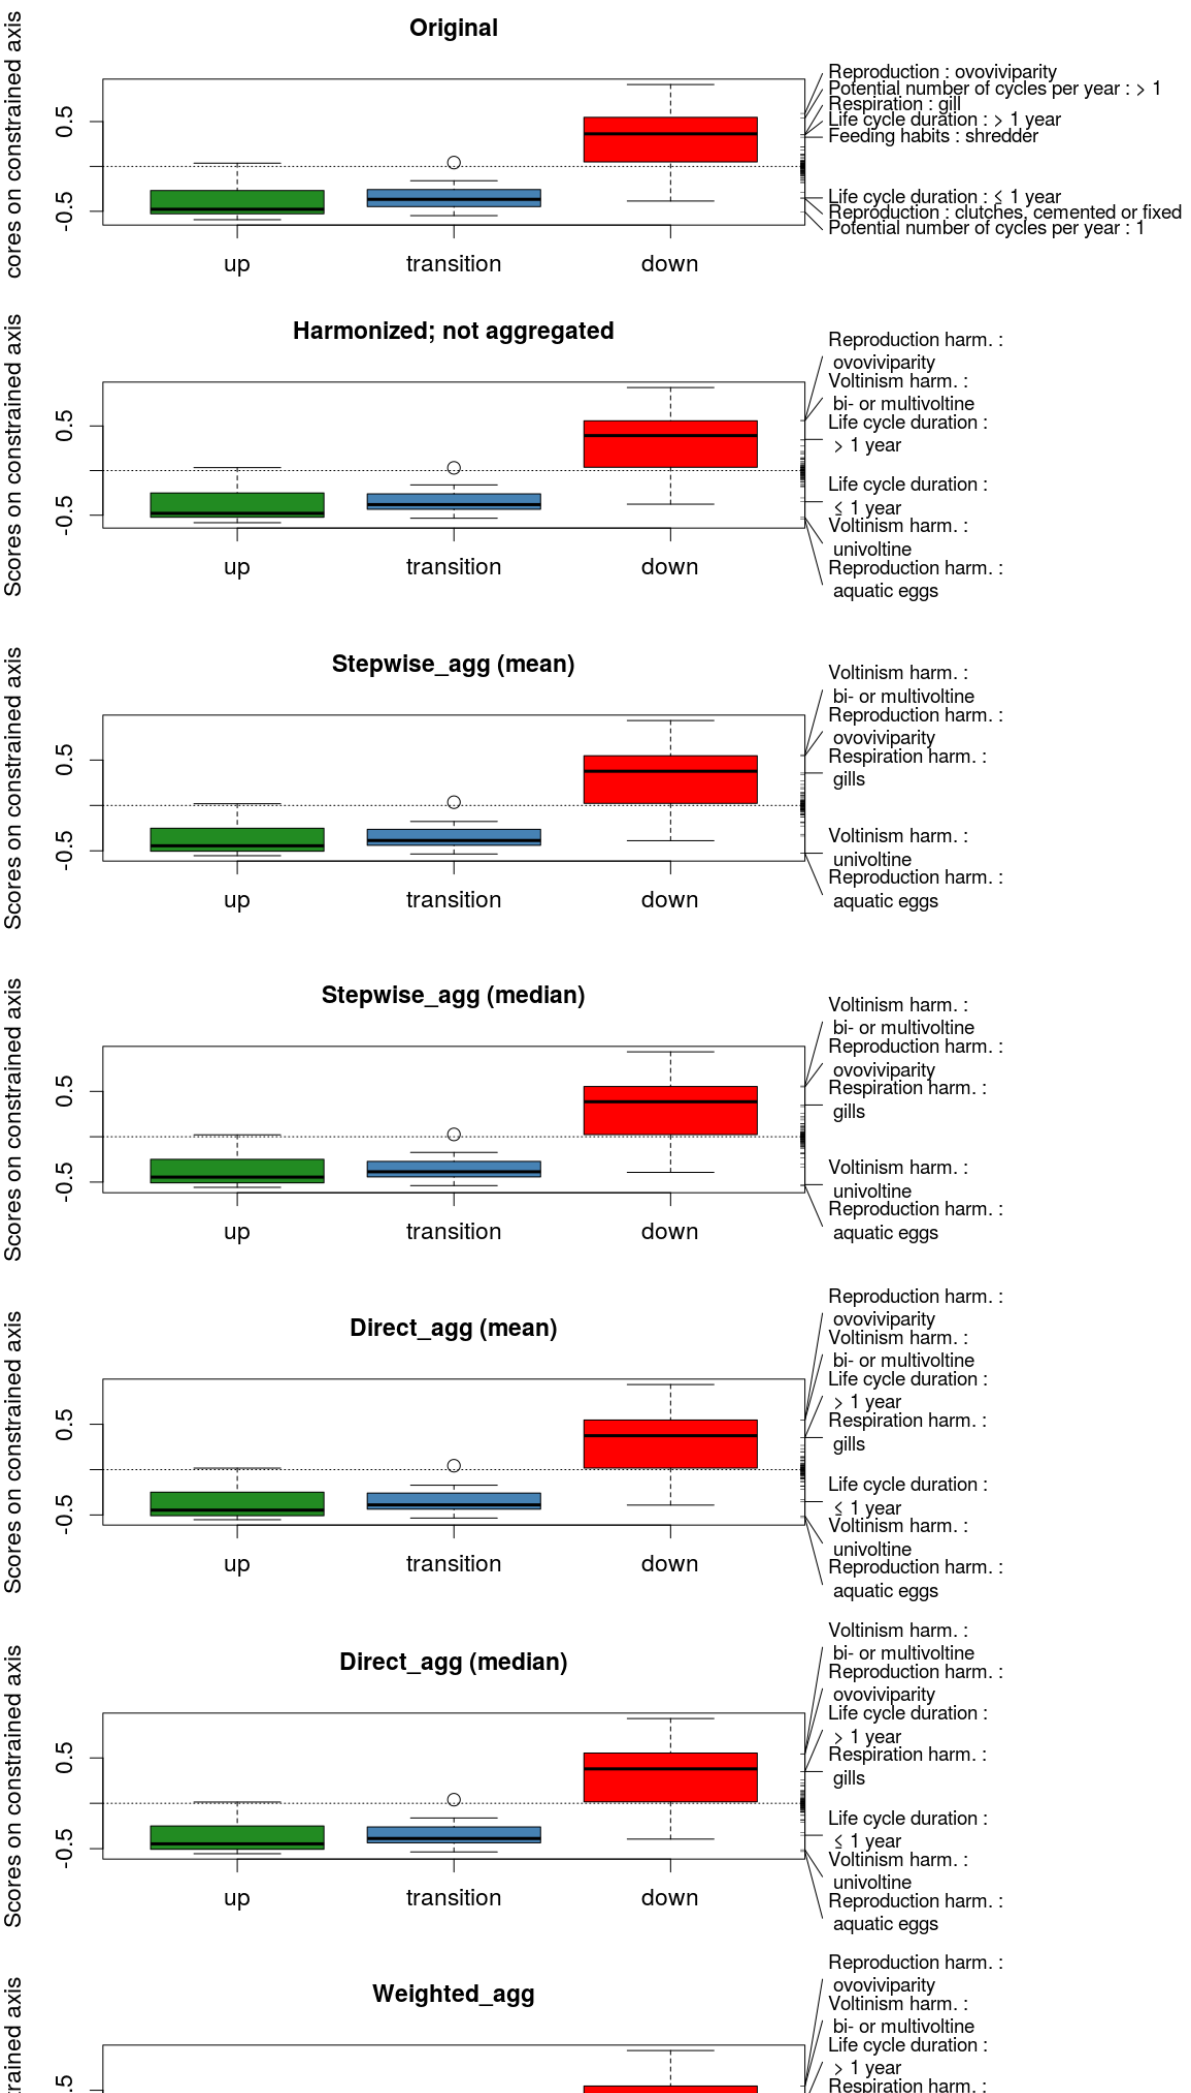 Original
cores on constrained axis
0.5
-0.5
up
transition
down
Reproduction : ovoviviparity
Potential number of cycles per year : > 1
Respiration : gill
Life cycle duration : > 1 year
Feeding habits : shredder
Life cycle duration : ≤ 1 year
Reproduction : clutches, cemented or fixed
Potential number of cycles per year : 1
Harmonized; not aggregated
Scores on constrained axis
0.5
-0.5
up
transition
down
Reproduction harm. :
ovoviviparity
Voltinism harm. :
bi- or multivoltine
Life cycle duration :
> 1 year
Life cycle duration :
≤ 1 year
Voltinism harm. :
univoltine
Reproduction harm. :
aquatic eggs
Stepwise_agg (mean)
Scores on constrained axis
0.5
-0.5
up
transition
down
Voltinism harm. :
bi- or multivoltine
Reproduction harm. :
ovoviviparity
Respiration harm. :
gills
Voltinism harm. :
univoltine
Reproduction harm. :
aquatic eggs
Stepwise_agg (median)
Scores on constrained axis
0.5
-0.5
up
transition
down
Voltinism harm. :
bi- or multivoltine
Reproduction harm. :
ovoviviparity
Respiration harm. :
gills
Voltinism harm. :
univoltine
Reproduction harm. :
aquatic eggs
Direct_agg (mean)
Scores on constrained axis
0.5
-0.5
up
transition
down
Reproduction harm. :
ovoviviparity
Voltinism harm. :
bi- or multivoltine
Life cycle duration :
> 1 year
Respiration harm. :
gills
Life cycle duration :
≤ 1 year
Voltinism harm. :
univoltine
Reproduction harm. :
aquatic eggs
Direct_agg (median)
Scores on constrained axis
0.5
-0.5
up
transition
down
Voltinism harm. :
bi- or multivoltine
Reproduction harm. :
ovoviviparity
Life cycle duration :
> 1 year
Respiration harm. :
gills
Life cycle duration :
≤ 1 year
Voltinism harm. :
univoltine
Reproduction harm. :
aquatic eggs
Weighted_agg
trained axis
.5
Reproduction harm. :
ovoviviparity
Voltinism harm. :
bi- or multivoltine
Life cycle duration :
> 1 year
Respiration harm. :